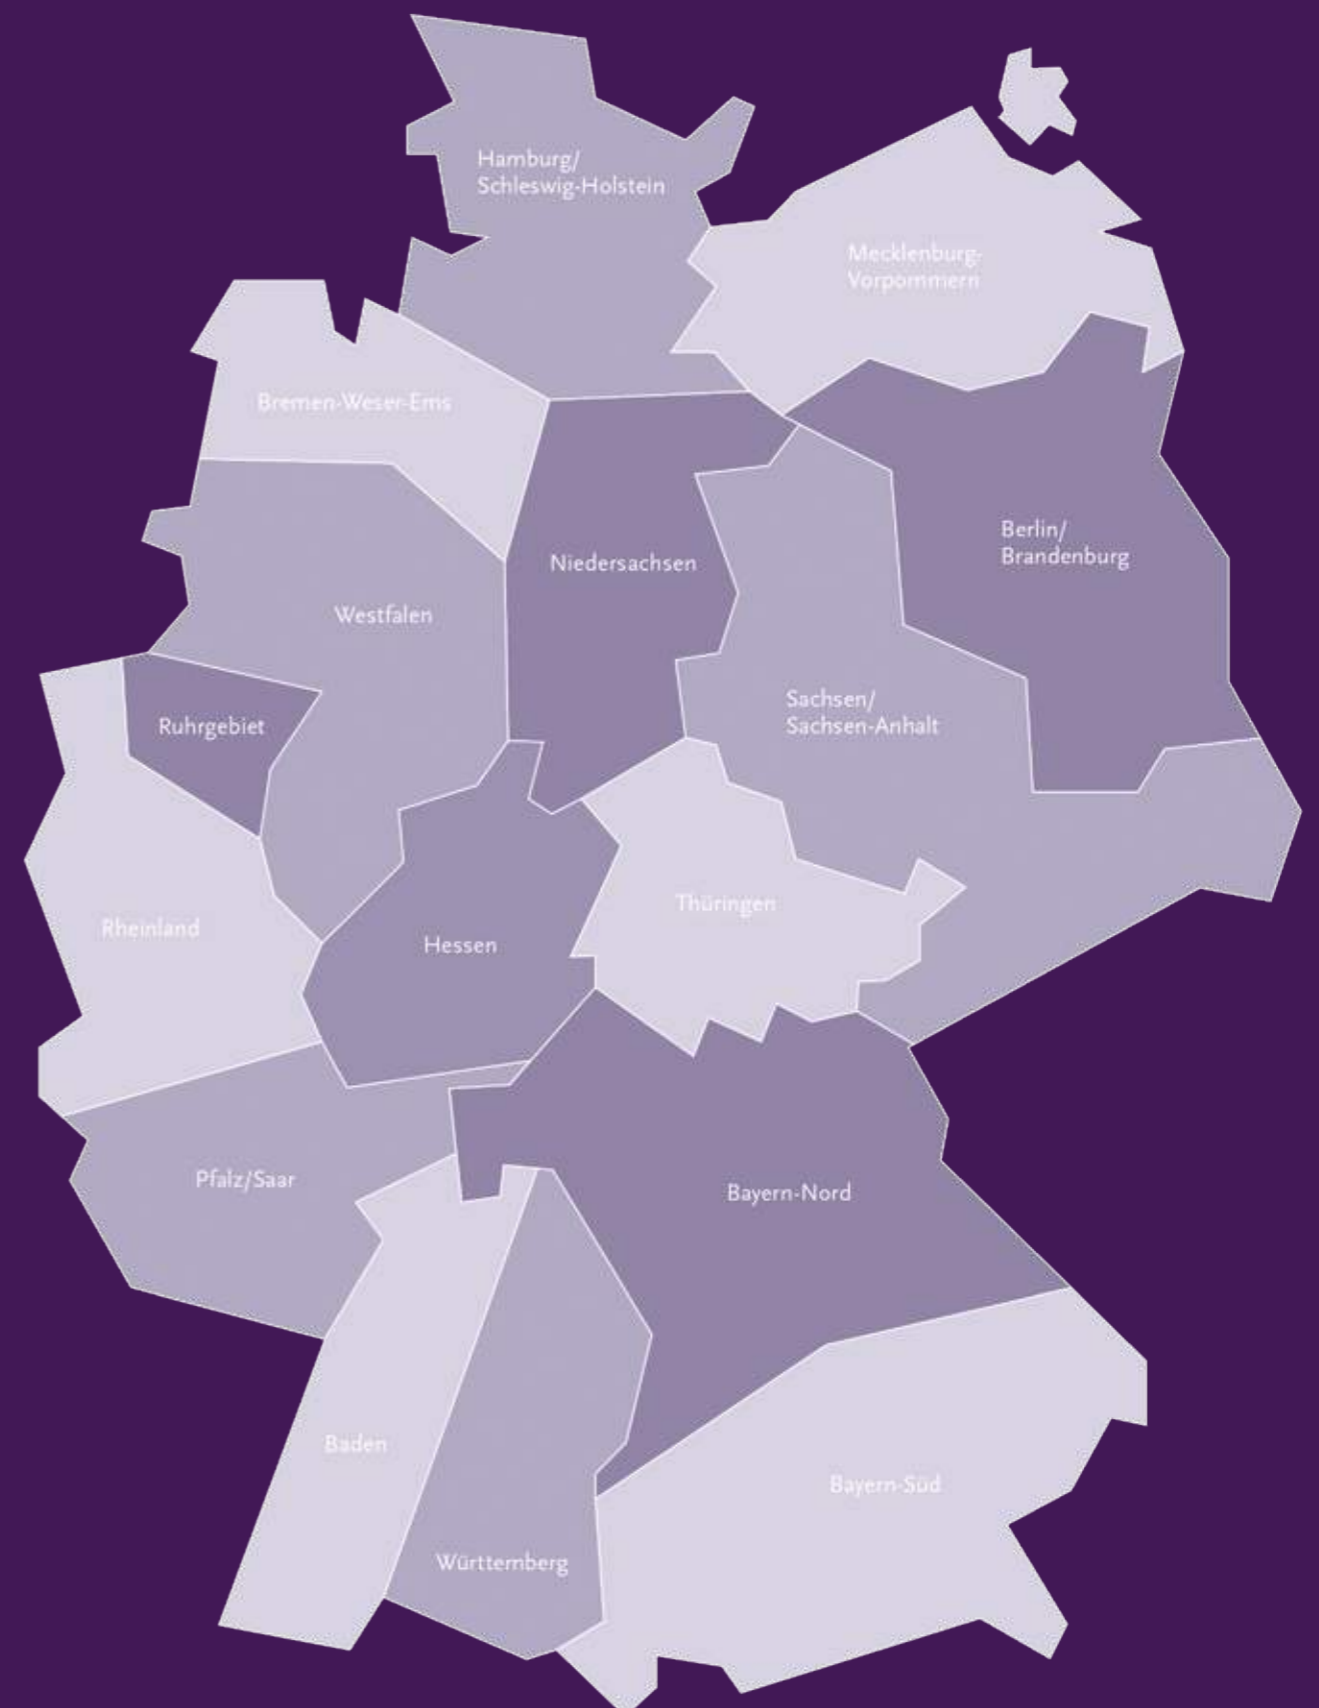 Hamburg/
Schleswig-Holstein
Mecklenburg-
Vorpommern
Bremen-Weser-Ems
Berlin/
Brandenburg
Niedersachsen
Westfalen
Sachsen/
Sachsen-Anhalt
Ruhrgebiet
Thüringen
Rheinland
Hessen
Pfalz/Saar
Bayern-Nord
Baden
Bayern-Süd
Württemberg